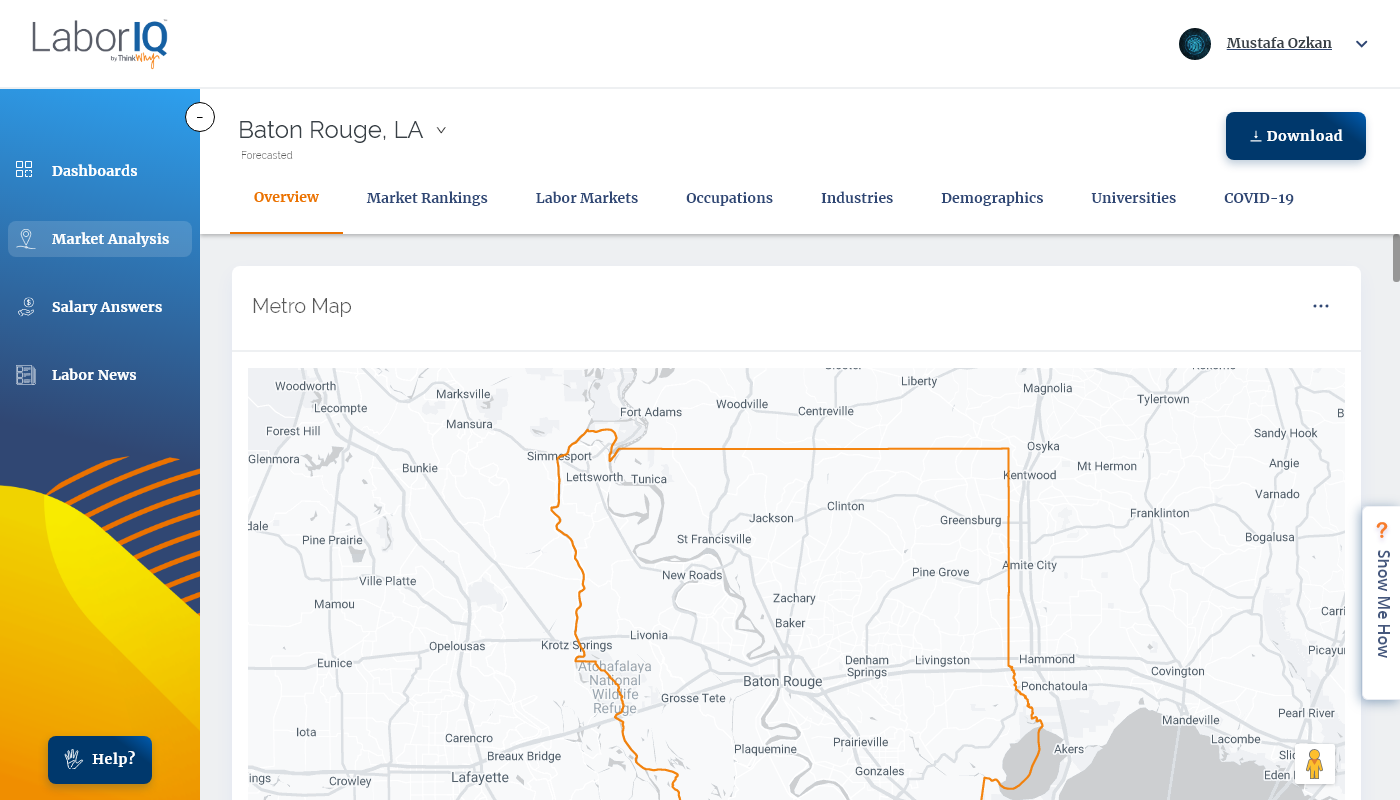 LaborIQ
by ThinkWhy
Mustafa Ozkan
-
Baton Rouge, LA
Forecasted
Download
Dashboards
Market Analysis
Salary Answers
Labor News
Help?
Overview
Market Rankings
Labor Markets
Occupations
Industries
Demographics
Universities
COVID-19
Metro Map
...
Woodworth
Marksville
Liberty
Magnolia
Tylertown
Lecompte
Fort Adams
Woodville
Centreville
B
Forest Hill
Mansura
Sandy Hook
Osyka
Glenmora
Bunkie
Simmesport
Mt Hermon
Angie
Lettsworth
Tunica
Kentwood
Varnado
dale
Jackson
Clinton
Greensburg
Franklinton
Pine Prairie
St Francisville
Bogalusa
Ville Platte
New Roads
Pine Grove
Amite City
Mamou
Zachary
Carri
Baker
Opelousas
Krotz Springs
Livonia
Picayu
Eunice
Atchafalaya
National
Wildlife
Refuge
Denham
Springs
Livingston
Hammond
Covington
Grosse Tete
Baton Rouge
Ponchatoula
Iota
Carencro
Mandeville
Pearl River
Breaux Bridge
Plaquemine
Prairieville
Akers
Lacombe
Slid
ings
Crowley
Lafayette
Gonzales
Eden
? Show Me How